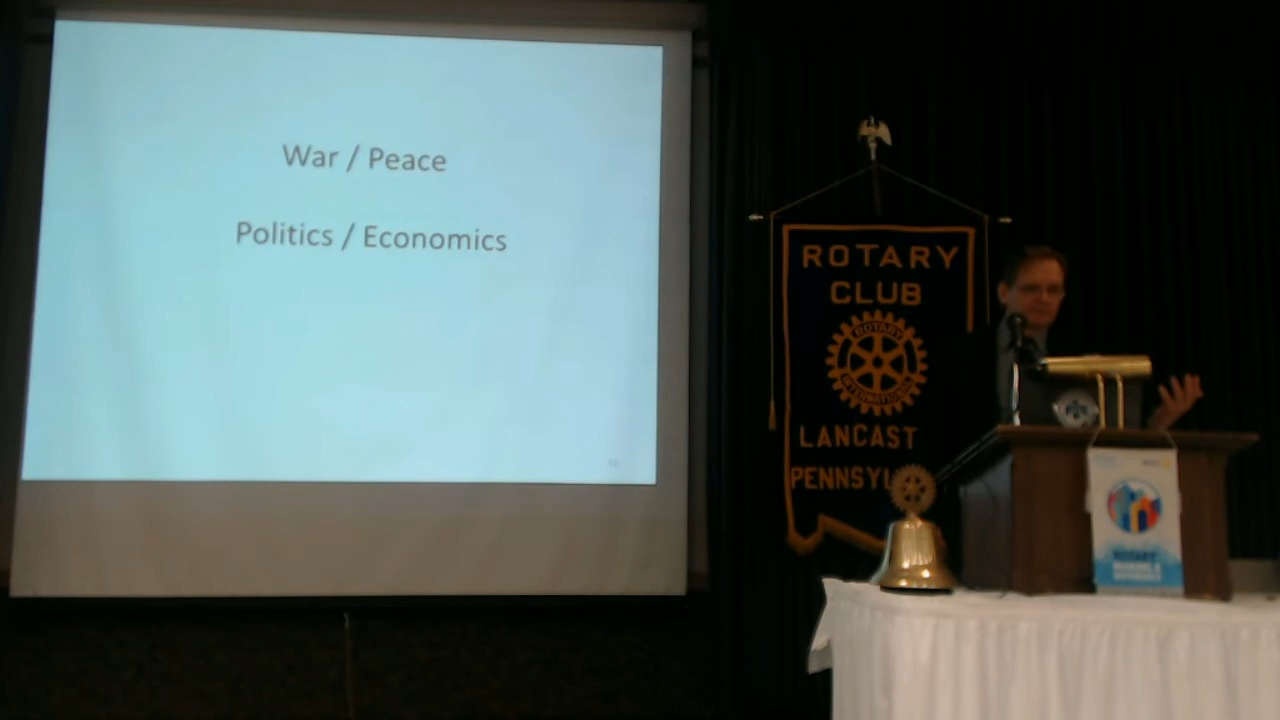 War / Peace
Politics / Economics
ROTARY
CLUB
ROTARY
INTERNATIONAL
LANCAST
PENNSYL
ROTARY